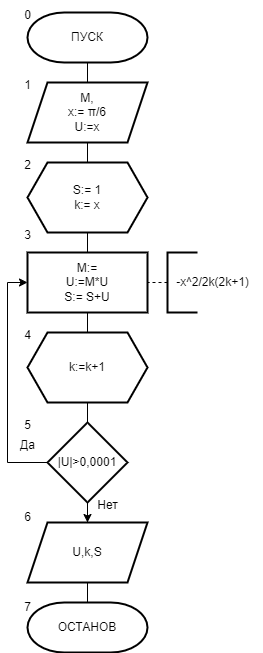 0
ПУСК
1
M,
x:= π/6
U:=x
2
S:= 1
k:= x
3
M:=
U:=M*U
S:= S+U
-x^2/2k(2k+1)
4
k:=k+1
5
Да
|U|>0,0001
Нет
6
U,k,S
7
ОСТАНОВ